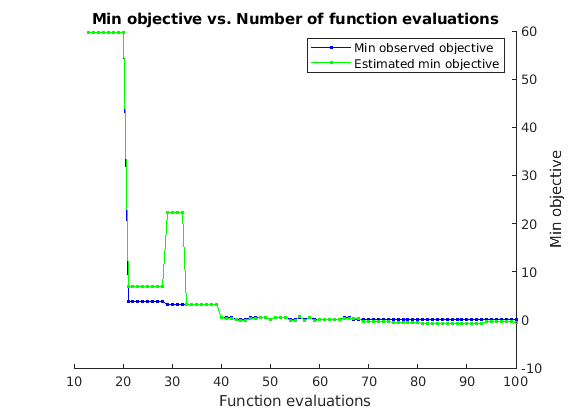 Min objective vs. Number of function evaluations
Min observed objective
Estimated min objective
60
50
40
30
20
10
0
-10
Min objective
10 20 30 40 50 60 70 80 90 100
Function evaluations